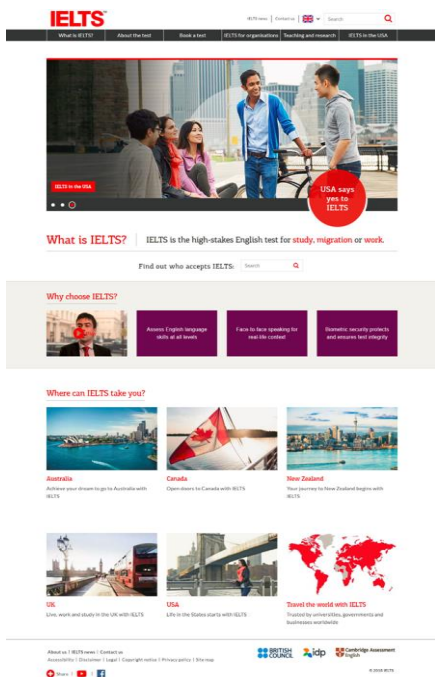 IELTS™
IELTS news | Contact us | Search
What is IELTS? About the test Book a test IELTS for organisations Teaching and research IELTS in the USA
IELTS in the USA
USA says
yes to
IELTS
What is IELTS? IELTS is the high-stakes English test for study, migration or work.
Find out who accepts IELTS: Search
Why choose IELTS?
Assess English language
skills at all levels
Face to face speaking for
real-life context
Biometric security protects
and ensures test integrity
Where can IELTS take you?
Australia
Achieve your dream to go to Australia with
IELTS
Canada
Open doors to Canada with IELTS
New Zealand
Your journey to New Zealand begins with
IELTS
UK
Live, work and study in the UK with IELTS
USA
Life in the States starts with IELTS
Travel the world with IELTS
Trusted by universities, governments and
businesses worldwide
About us | IELTS news | Contact us
Accessibility | Disclaimer | Legal | Copyright notice | Privacy policy | Site map
Share
BRITISH
COUNCIL
idp
Cambridge Assessment
English